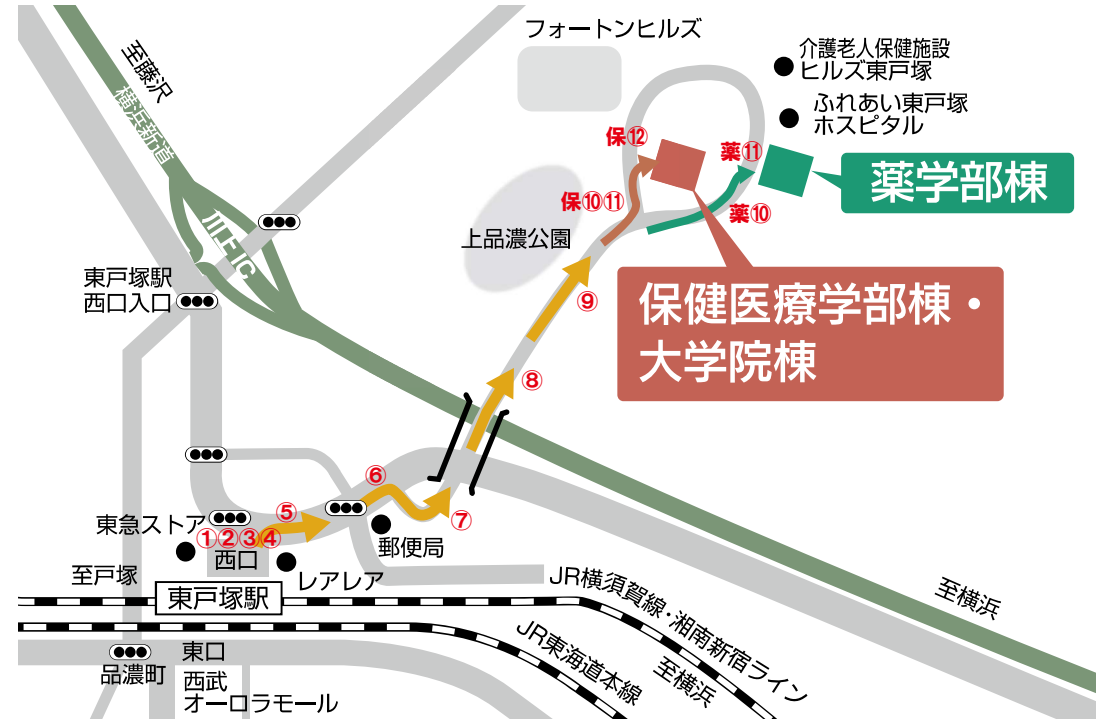 フォートンヒルズ
介護老人保健施設
ヒルズ東戸塚
ふれあい東戸塚
ホスピタル
至藤沢
横浜新道
保⑫
薬⑪
薬学部棟
保⑩⑪
薬⑩
川上IC
上品濃公園
東戸塚駅
西口入口
⑨
保健医療学部棟・
大学院棟
⑧
⑥
⑤
⑦
東急ストア
①②③④
西口
郵便局
レアレア
至戸塚
東戸塚駅
JR横須賀線・湘南新宿ライン
至横浜
JR東海道本線
至横浜
東口
品濃町
西武
オーロラモール